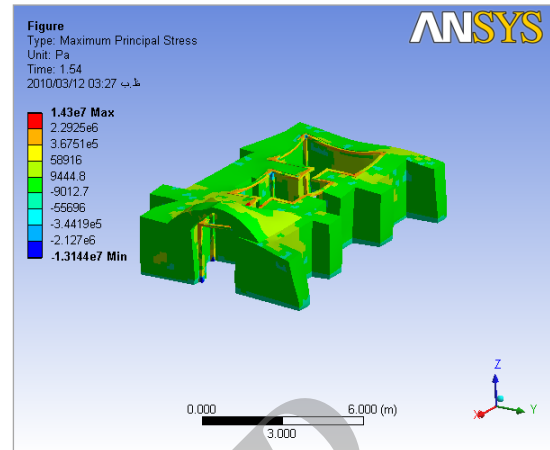 Figure
Type: Maximum Principal Stress
Unit: Pa
Time: 1.54
2010/03/12 03:27 ظ.ب
ANSYS
1.43e7 Max
2.2925e6
3.6751e5
58916
9444.8
-9012.7
-55696
-3.4419e5
-2.127e6
-1.3144e7 Min
0.000
6.000 (m)
3.000
Z
X
Y